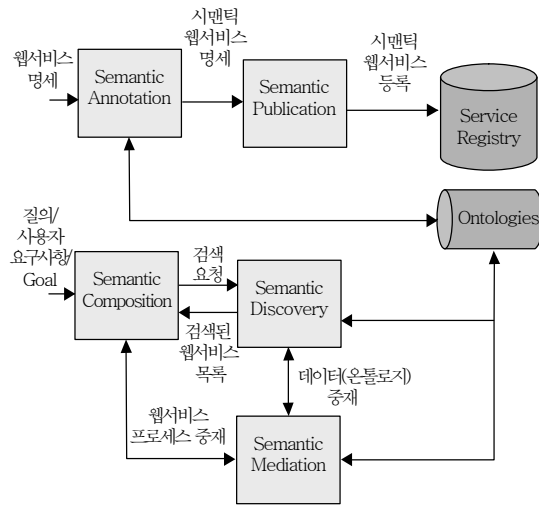 웹서비스
명세
Semantic
Annotation
시맨틱
웹서비스
명세
Semantic
Publication
시맨틱
웹서비스
등록
Service
Registry
Ontologies
질의/
사용자
요구사항/
Goal
Semantic
Composition
검색
요청
검색된
웹서비스
목록
Semantic
Discovery
데이터(온톨로지)
중재
웹서비스
프로세스 중재
Semantic
Mediation